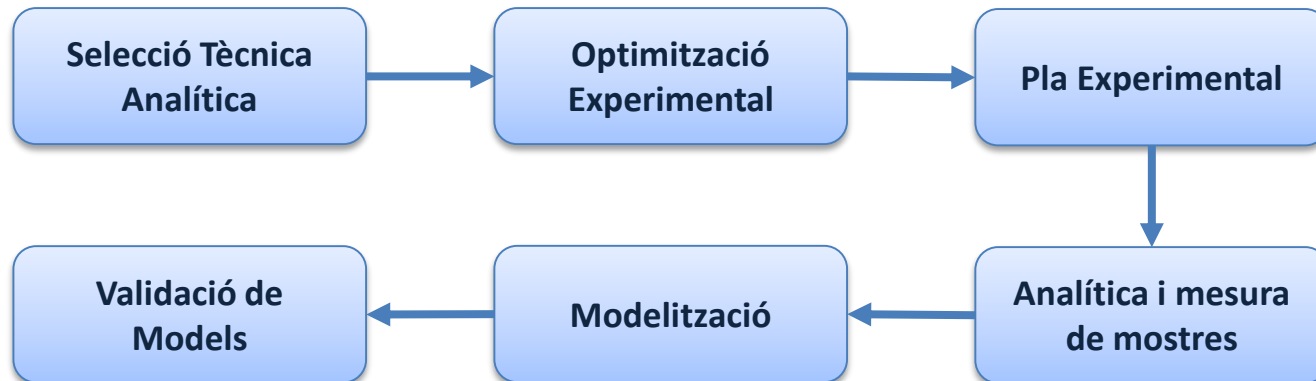 Selecció Tècnica
Analítica
Optimització
Experimental
Pla Experimental
Analítica i mesura
de mostres
Modelització
Validació de
Models